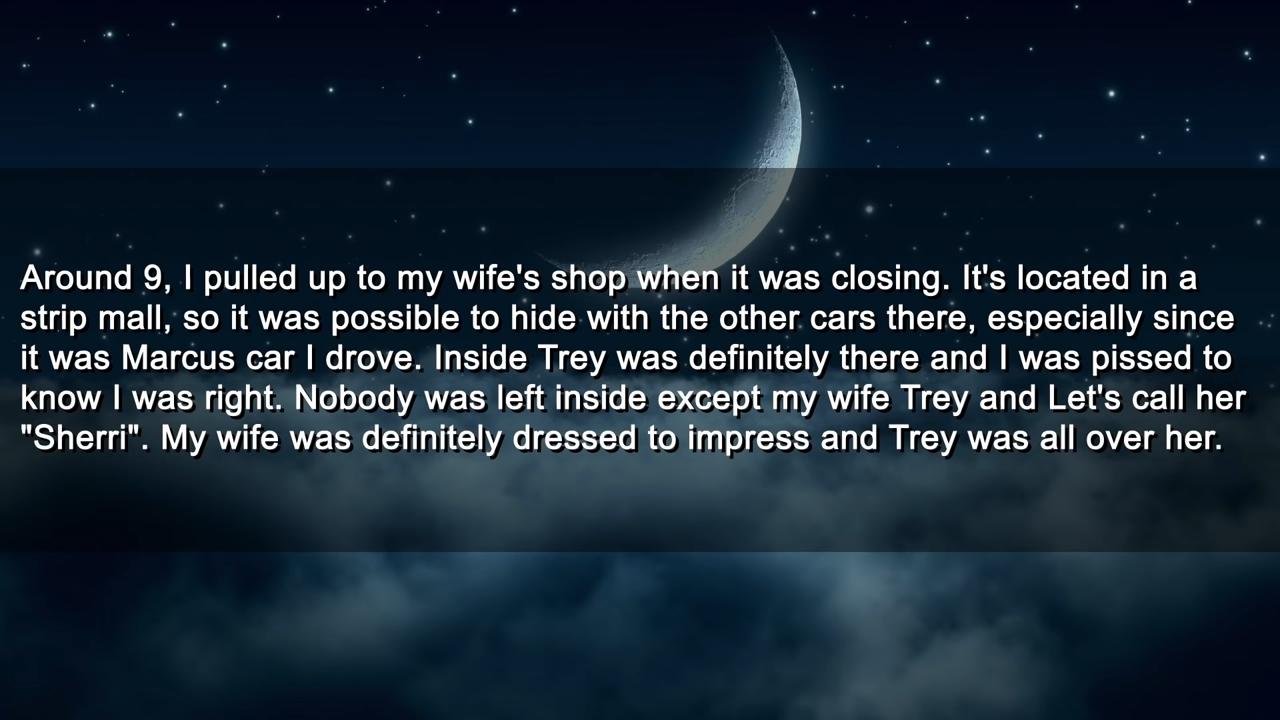 Around 9, I pulled up to my wife's shop when it was closing. It's located in a
strip mall, so it was possible to hide with the other cars there, especially since
it was Marcus car I drove. Inside Trey was definitely there and I was pissed to
know I was right. Nobody was left inside except my wife Trey and Let's call her
"Sherri". My wife was definitely dressed to impress and Trey was all over her.